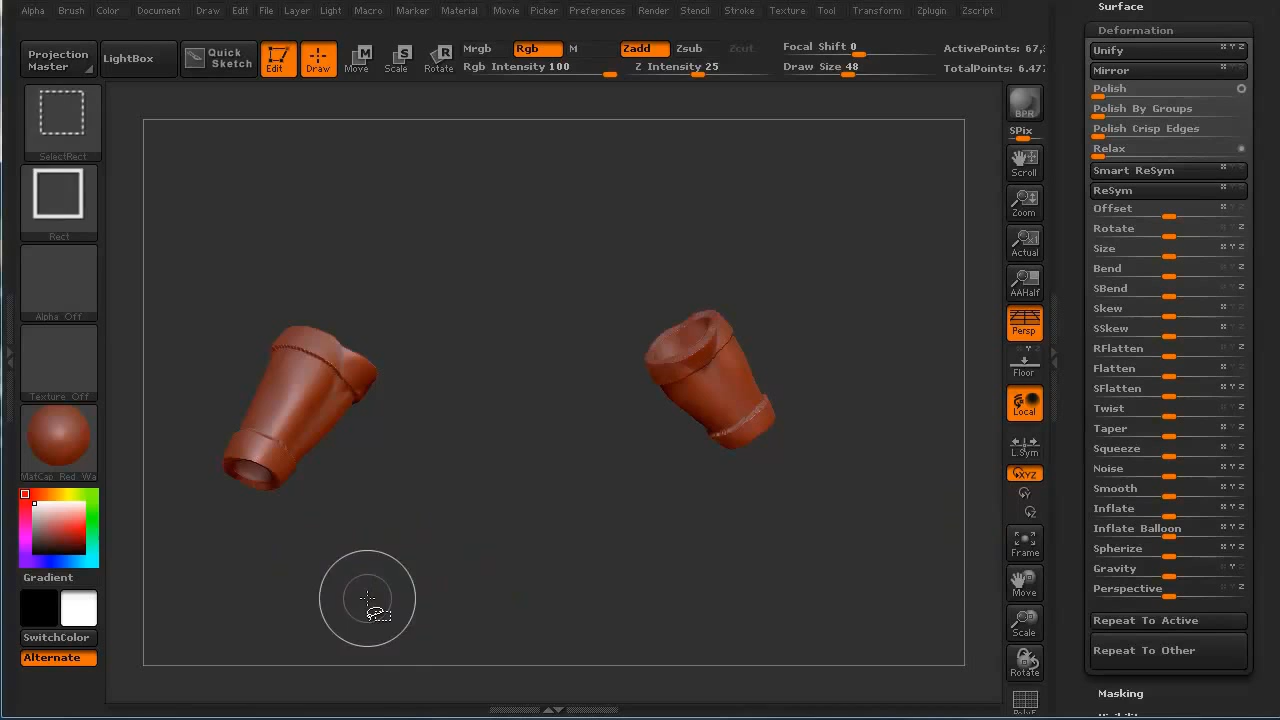 Alpha Brush Color Document Draw Edit File Layer Light Macro Marker Material Movie Picker Preferences Render Stencil Stroke Texture Tool Transform Zplugin Zscript
Projection Master
LightBox
Quick Sketch
Edit
Draw
Move
Scale
Rotate
Mrgb Rgb M
Rgb Intensity 100
Zadd Zsub Zcut
Z Intensity 25
Focal Shift 0
Draw Size 48
ActivePoints: 67,
TotalPoints: 6.47
SelectRect
Rect
Alpha Off
Texture Off
MatCap Red Wa
Gradient
SwitchColor
Alternate
BPR
SPix
Scroll
Zoom
Actual
AAHalf
Persp
Floor
Local
L.Sym
XYZ
Y
Z
Frame
Move
Scale
Rotate
PolyF
Surface
Deformation
Unify X Y Z
Mirror X Y Z
Polish
Polish By Groups
Polish Crisp Edges
Relax
Smart ReSym X Y Z
ReSym X Y Z
Offset X Y Z
Rotate X Y Z
Size X Y Z
Bend X Y Z
SBend X Y Z
Skew X Y Z
SSkew X Y Z
RFlatten X Y Z
Flatten X Y Z
SFlatten X Y Z
Twist X Y Z
Taper X Y Z
Squeeze X Y Z
Noise X Y Z
Smooth X Y Z
Inflate X Y Z
Inflate Balloon X Y Z
Spherize X Y Z
Gravity X Y Z
Perspective X Y Z
Repeat To Active
Repeat To Other
Masking